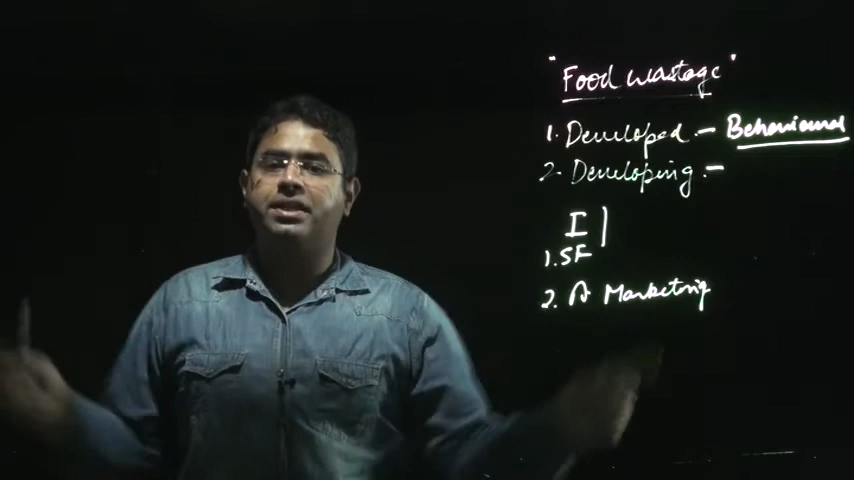 "Food wastage"
1. Developed - Behavioural
2. Developing -
I |
1. SF
2. A Marketing